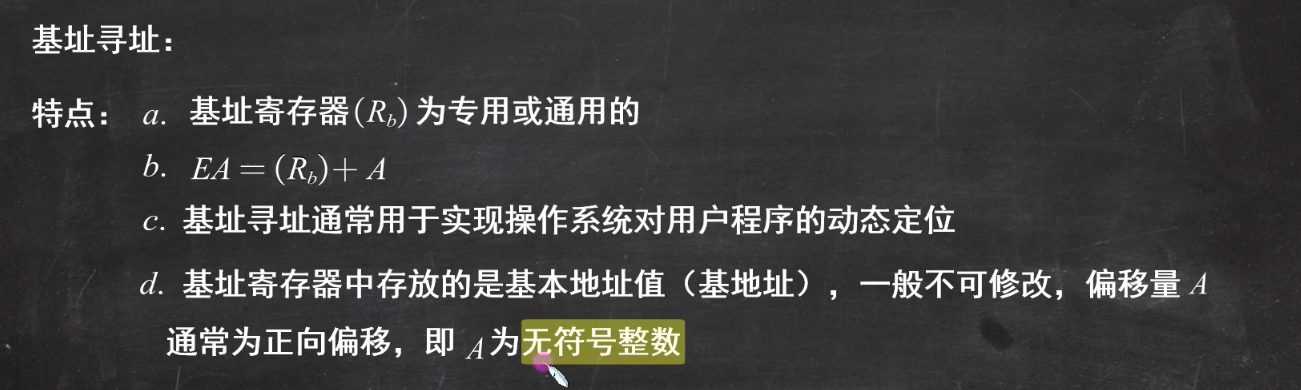 基址寻址：
特点： a. 基址寄存器(R_b)为专用或通用的
b. EA=(R_b)+ A
c. 基址寻址通常用于实现操作系统对用户程序的动态定位
d. 基址寄存器中存放的是基本地址值（基地址），一般不可修改，偏移量 A
通常为正向偏移，即 A为无符号整数